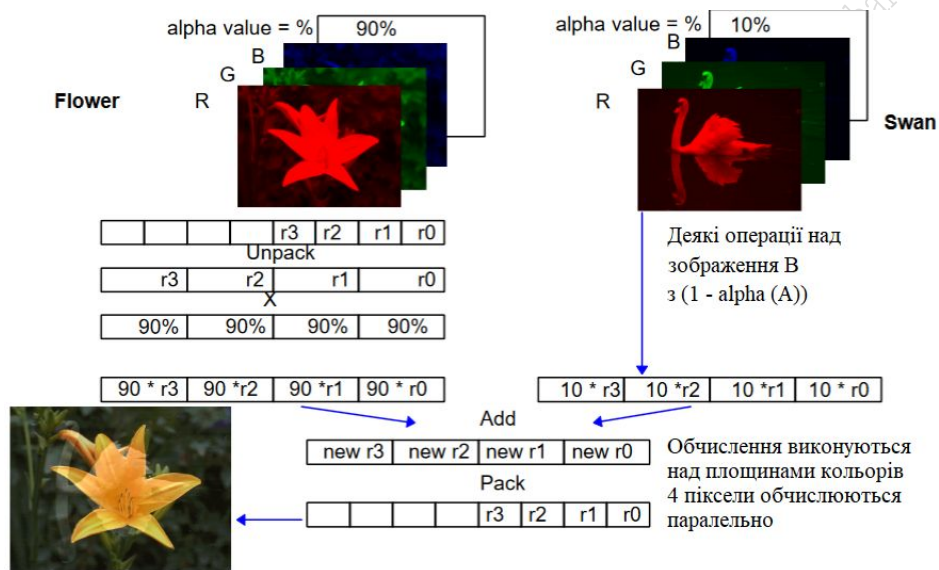 alpha value = % 90%
B
G
R
Flower
alpha value = % 10%
B
G
R
Swan
r3 r2 r1 r0
Unpack
r3 r2 r1 r0
X
90% 90% 90% 90%
90 * r3 90 *r2 90 *r1 90 * r0
Деякі операції над
зображення B
з (1 - alpha (A))
10 * r3 10 *r2 10 *r1 10 * r0
Add
new r3 new r2 new r1 new r0
Pack
r3 r2 r1 r0
Обчислення виконуються
над площинами кольорів
4 піксели обчислюються
паралельно